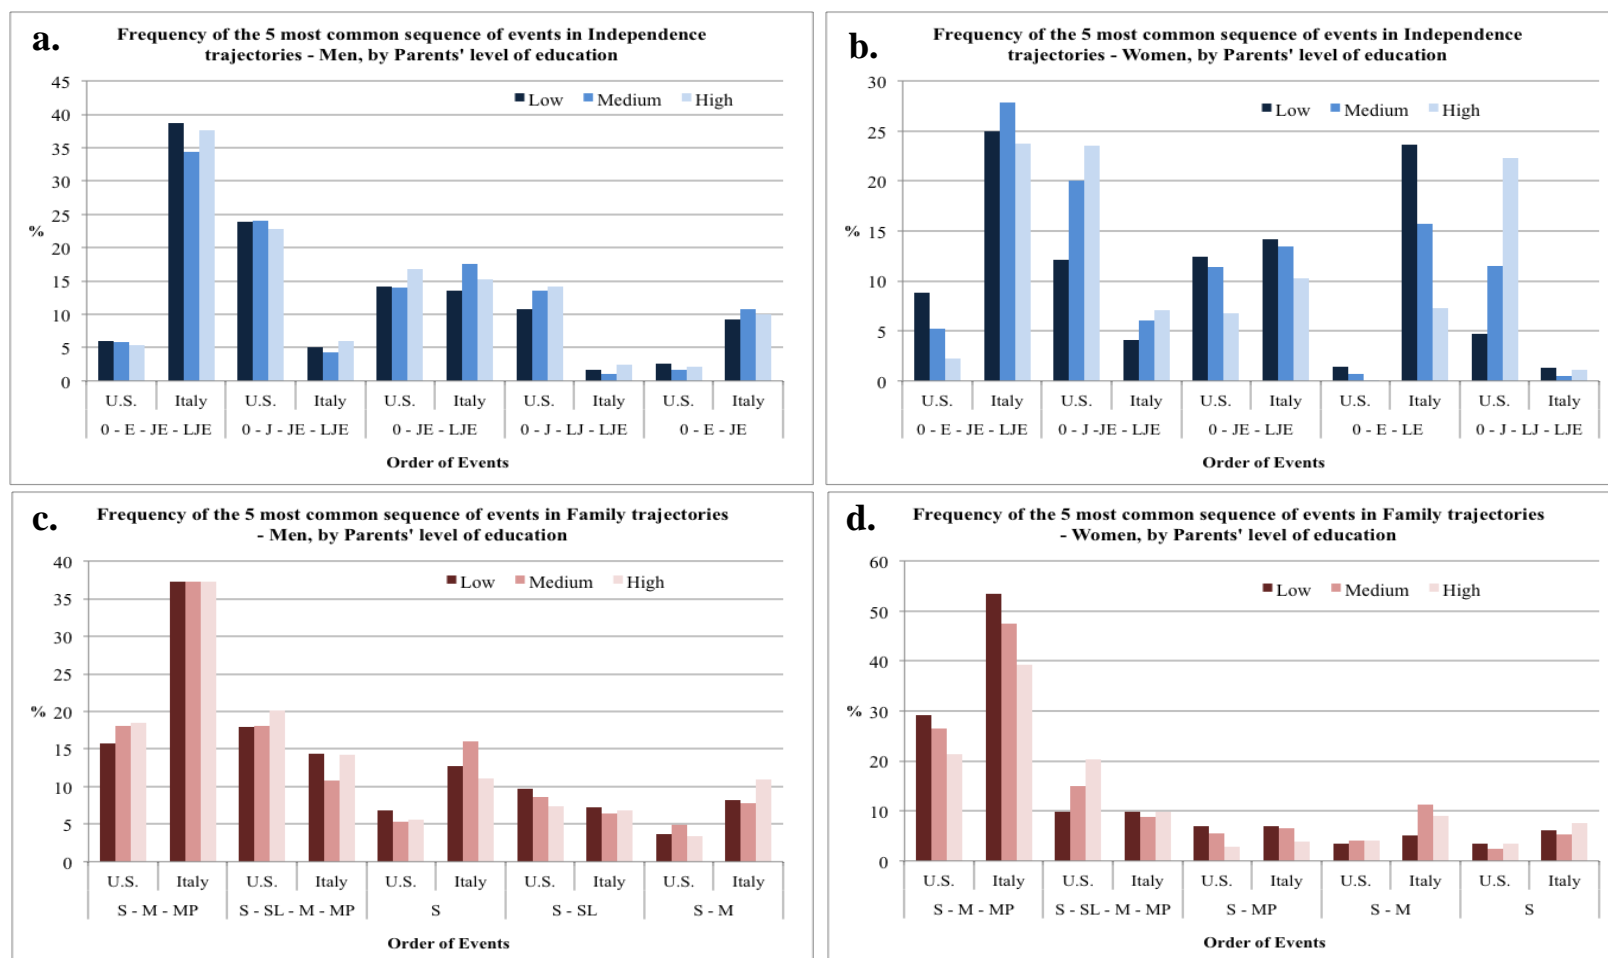 a.
Frequency of the 5 most common sequence of events in Independence
trajectories - Men, by Parents' level of education
45
40
35
30
25
20
15
10
5
0
%
Low Medium High
U.S. Italy U.S. Italy U.S. Italy U.S. Italy U.S. Italy
0 - E - JE - LJE 0 - J - JE - LJE 0 - JE - LJE 0 - J - LJ - LJE 0 - E - JE
Order of Events
b.
Frequency of the 5 most common sequence of events in Independence
trajectories - Women, by Parents' level of education
30
25
20
15
10
5
0
%
Low Medium High
U.S. Italy U.S. Italy U.S. Italy U.S. Italy U.S. Italy
0 - E - JE - LJE 0 - J -JE - LJE 0 - JE - LJE 0 - E - LE 0 - J - LJ - LJE
Order of Events
c.
Frequency of the 5 most common sequence of events in Family trajectories
- Men, by Parents' level of education
40
35
30
25
20
15
10
5
0
%
Low Medium High
U.S. Italy U.S. Italy U.S. Italy U.S. Italy U.S. Italy
S - M - MP S - SL - M - MP S S - SL S - M
Order of Events
d.
Frequency of the 5 most common sequence of events in Family trajectories
- Women, by Parents' level of education
60
50
40
30
20
10
0
%
Low Medium High
U.S. Italy U.S. Italy U.S. Italy U.S. Italy U.S. Italy
S - M - MP S - SL - M - MP S - MP S - M S
Order of Events